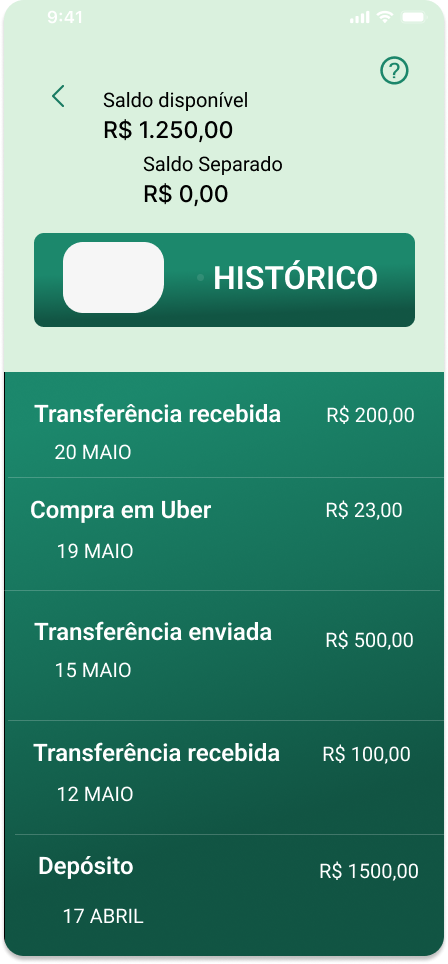 9:41
?
Saldo disponível
R$ 1.250,00
Saldo Separado
R$ 0,00
HISTÓRICO
Transferência recebida R$ 200,00
20 MAIO
Compra em Uber R$ 23,00
19 MAIO
Transferência enviada R$ 500,00
15 MAIO
Transferência recebida R$ 100,00
12 MAIO
Depósito R$ 1500,00
17 ABRIL